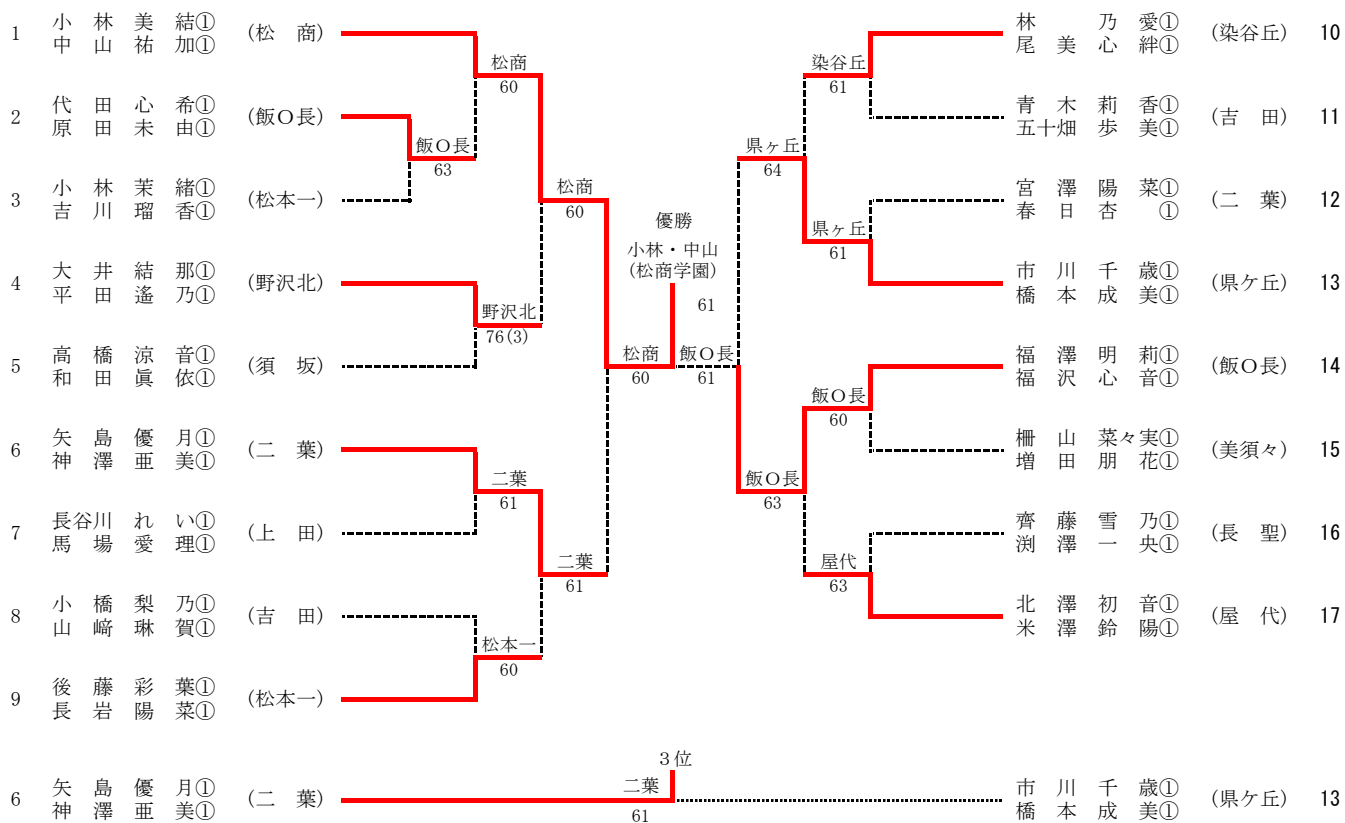 1 小林美結① 中山祐加① (松商)
2 代田心希① 原田未由① (飯O長)
3 小林茉緒① 吉川瑠香① (松本一)
4 大井結那① 平田遙乃① (野沢北)
5 高橋涼音① 和田眞依① (須坂)
6 矢島優月① 神澤亜美① (二葉)
7 長谷川れい① 馬場愛理① (上田)
8 小橋梨乃① 山﨑琳賀① (吉田)
9 後藤彩葉① 長岩陽菜① (松本一)
松商
60
飯O長
63
松商
60
野沢北
76(3)
二葉
61
二葉
61
松本一
60
松商
60
優勝
小林・中山
(松商学園)
61
飯O長
61
県ヶ丘
64
飯O長
63
染谷丘
61
県ヶ丘
61
飯O長
60
屋代
63
林乃愛① 尾美心絆① (染谷丘) 10
青木莉香① 五十畑歩美① (吉田) 11
宮澤陽菜① 春日杏① (二葉) 12
市川千歳① 橋本成美① (県ケ丘) 13
福澤明莉① 福沢心音① (飯O長) 14
柵山菜々実① 増田朋花① (美須々) 15
齊藤雪乃① 渕澤一央① (長聖) 16
北澤初音① 米澤鈴陽① (屋代) 17
3位
6 矢島優月① 神澤亜美① (二葉)
二葉
61
市川千歳① 橋本成美① (県ケ丘) 13